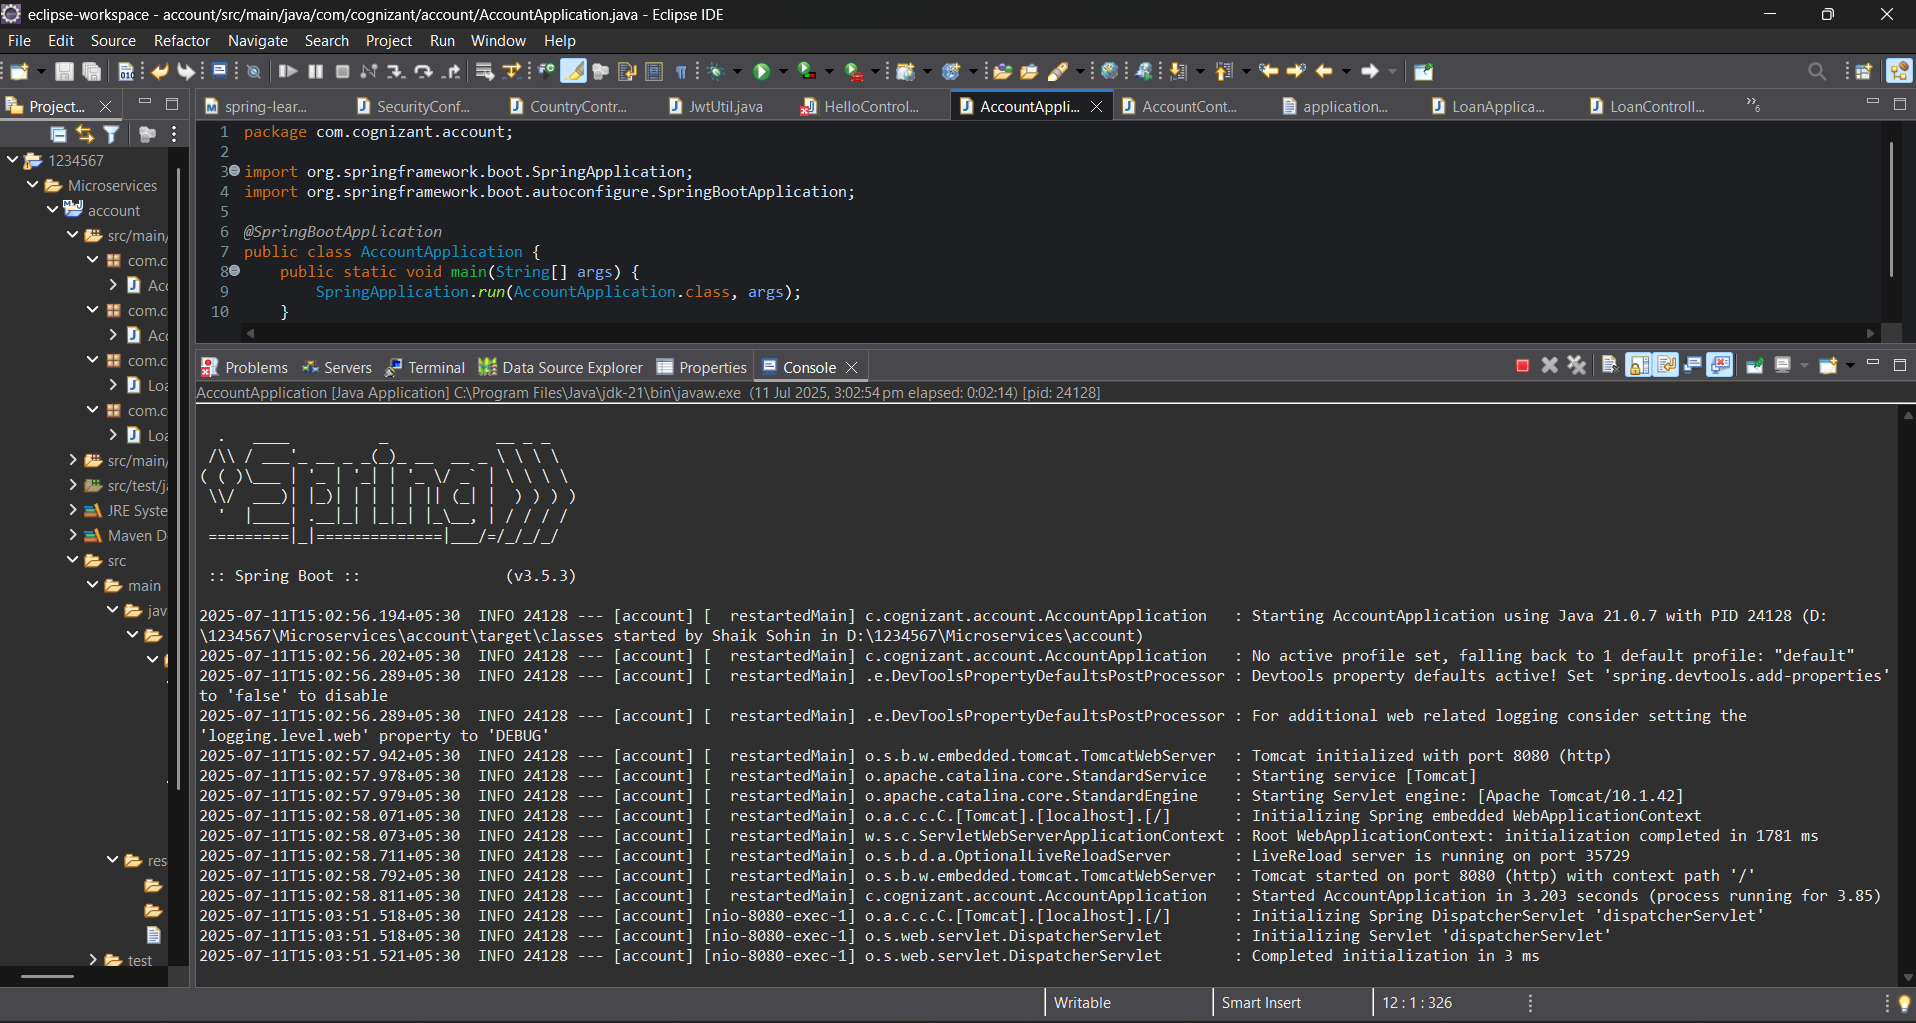 eclipse-workspace - account/src/main/java/com/cognizant/account/AccountApplication.java - Eclipse IDE
File Edit Source Refactor Navigate Search Project Run Window Help
Project...
spring-lear... SecurityConf... CountryContr... JwtUtil.java HelloControl... AccountAppli... AccountCont... application... LoanApplica... LoanControll... »6
1234567
Microservices
account
src/main/
com.c
Acc
com.c
Acc
com.c
Loa
com.c
Loa
src/main/
src/test/j
JRE Syste
Maven D
src
main
jav
res
test
1 package com.cognizant.account;
2
3 import org.springframework.boot.SpringApplication;
4 import org.springframework.boot.autoconfigure.SpringBootApplication;
5
6 @SpringBootApplication
7 public class AccountApplication {
8 public static void main(String[] args) {
9 SpringApplication.run(AccountApplication.class, args);
10 }
Problems Servers Terminal Data Source Explorer Properties Console
AccountApplication [Java Application] C:\Program Files\Java\jdk-21\bin\javaw.exe (11 Jul 2025, 3:02:54 pm elapsed: 0:02:14) [pid: 24128]
Spring
:: Spring Boot :: (v3.5.3)
2025-07-11T15:02:56.194+05:30 INFO 24128 --- [account] [ restartedMain] c.cognizant.account.AccountApplication : Starting AccountApplication using Java 21.0.7 with PID 24128 (D:
\1234567\Microservices\account\target\classes started by Shaik Sohin in D:\1234567\Microservices\account)
2025-07-11T15:02:56.202+05:30 INFO 24128 --- [account] [ restartedMain] c.cognizant.account.AccountApplication : No active profile set, falling back to 1 default profile: "default"
2025-07-11T15:02:56.289+05:30 INFO 24128 --- [account] [ restartedMain] .e.DevToolsPropertyDefaultsPostProcessor : Devtools property defaults active! Set 'spring.devtools.add-properties'
to 'false' to disable
2025-07-11T15:02:56.289+05:30 INFO 24128 --- [account] [ restartedMain] .e.DevToolsPropertyDefaultsPostProcessor : For additional web related logging consider setting the
'logging.level.web' property to 'DEBUG'
2025-07-11T15:02:57.942+05:30 INFO 24128 --- [account] [ restartedMain] o.s.b.w.embedded.tomcat.TomcatWebServer : Tomcat initialized with port 8080 (http)
2025-07-11T15:02:57.978+05:30 INFO 24128 --- [account] [ restartedMain] o.apache.catalina.core.StandardService : Starting service [Tomcat]
2025-07-11T15:02:57.979+05:30 INFO 24128 --- [account] [ restartedMain] o.apache.catalina.core.StandardEngine : Starting Servlet engine: [Apache Tomcat/10.1.42]
2025-07-11T15:02:58.071+05:30 INFO 24128 --- [account] [ restartedMain] o.a.c.c.C.[Tomcat].[localhost].[/] : Initializing Spring embedded WebApplicationContext
2025-07-11T15:02:58.073+05:30 INFO 24128 --- [account] [ restartedMain] w.s.c.ServletWebServerApplicationContext : Root WebApplicationContext: initialization completed in 1781 ms
2025-07-11T15:02:58.711+05:30 INFO 24128 --- [account] [ restartedMain] o.s.b.d.a.OptionalLiveReloadServer : LiveReload server is running on port 35729
2025-07-11T15:02:58.792+05:30 INFO 24128 --- [account] [ restartedMain] o.s.b.w.embedded.tomcat.TomcatWebServer : Tomcat started on port 8080 (http) with context path '/'
2025-07-11T15:02:58.811+05:30 INFO 24128 --- [account] [ restartedMain] c.cognizant.account.AccountApplication : Started AccountApplication in 3.203 seconds (process running for 3.85)
2025-07-11T15:03:51.518+05:30 INFO 24128 --- [account] [nio-8080-exec-1] o.a.c.c.C.[Tomcat].[localhost].[/] : Initializing Spring DispatcherServlet 'dispatcherServlet'
2025-07-11T15:03:51.518+05:30 INFO 24128 --- [account] [nio-8080-exec-1] o.s.web.servlet.DispatcherServlet : Initializing Servlet 'dispatcherServlet'
2025-07-11T15:03:51.521+05:30 INFO 24128 --- [account] [nio-8080-exec-1] o.s.web.servlet.DispatcherServlet : Completed initialization in 3 ms
Writable Smart Insert 12 : 1 : 326